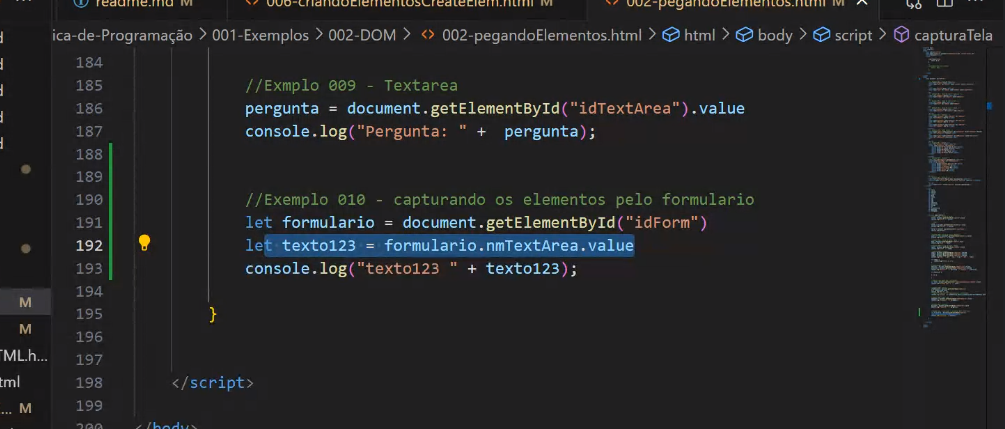 readme.md M <> 006-criandoElementosCreateElem.html M <> 002-pegandoElementos.html M
ica-de-Programação > 001-Exemplos > 002-DOM > <> 002-pegandoElementos.html > html > body > script > capturaTela
184
185 //Exmplo 009 - Textarea
186 pergunta = document.getElementById("idTextArea").value
187 console.log("Pergunta: " +  pergunta);
188
189
190 //Exemplo 010 - capturando os elementos pelo formulario
191 let formulario = document.getElementById("idForm")
192 let texto123 = formulario.nmTextArea.value
193 console.log("texto123 " + texto123);
194
M
195 }
M
196
TML.h...
197
tml
198 </script>
... M
199
200 </body>